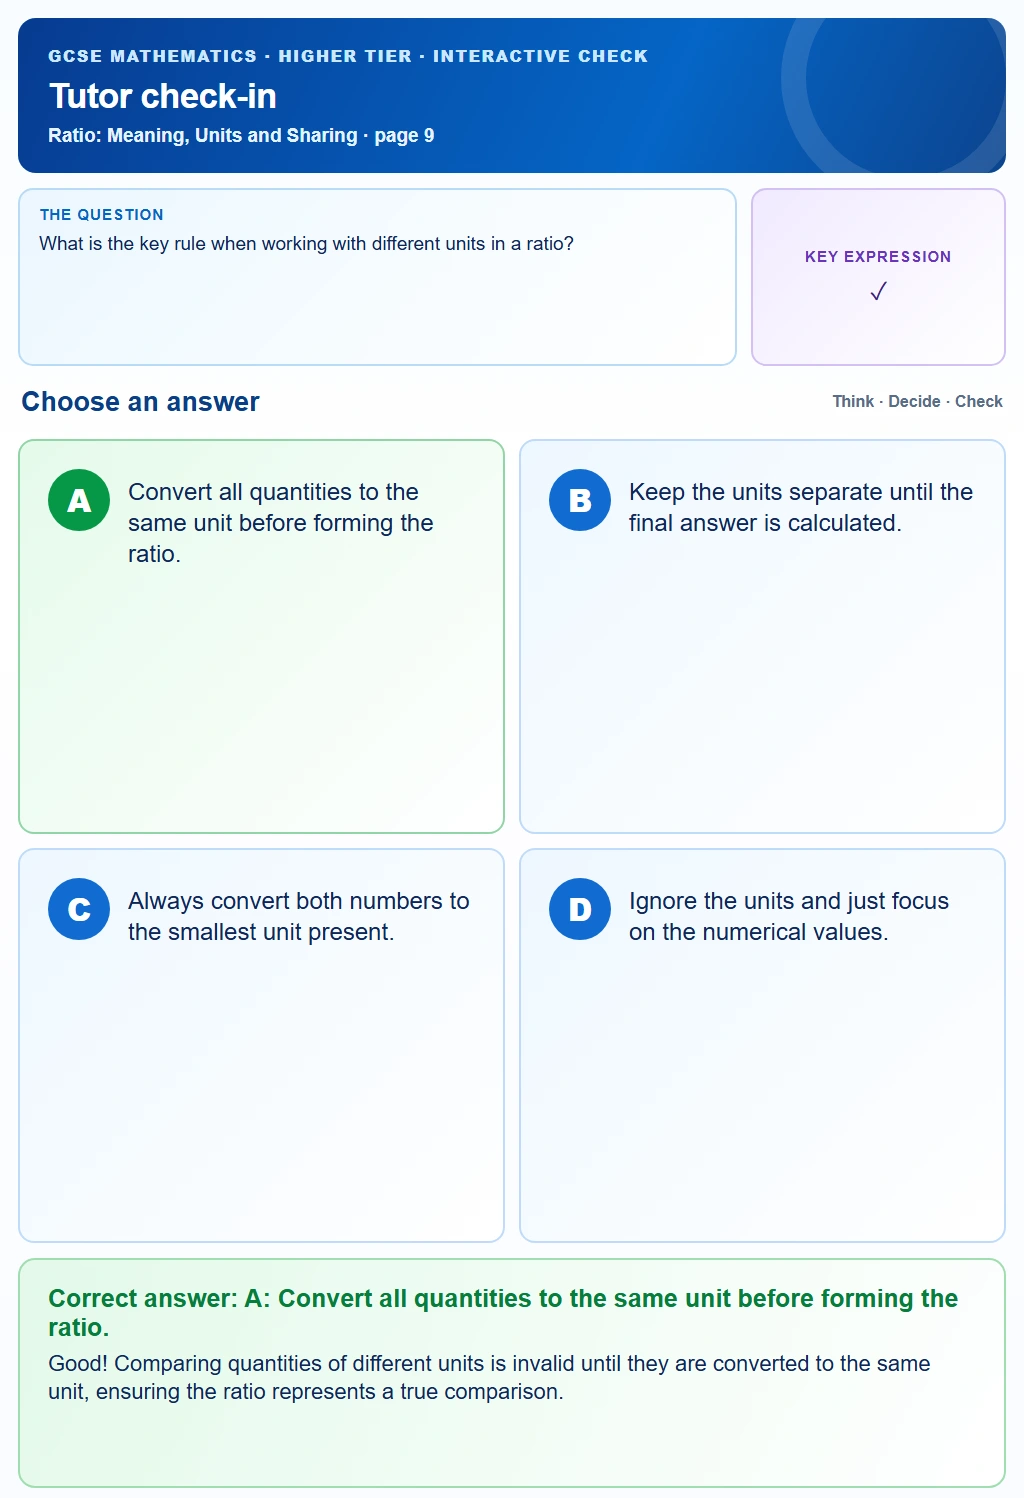 GCSE MATHEMATICS · HIGHER TIER · INTERACTIVE CHECK
Tutor check-in
Ratio: Meaning, Units and Sharing · page 9
THE QUESTION
What is the key rule when working with different units in a ratio?
KEY EXPRESSION
✓
Choose an answer
Think · Decide · Check
A
Convert all quantities to the
same unit before forming the
ratio.
B
Keep the units separate until the
final answer is calculated.
C
Always convert both numbers to
the smallest unit present.
D
Ignore the units and just focus
on the numerical values.
Correct answer: A: Convert all quantities to the same unit before forming the
ratio.
Good! Comparing quantities of different units is invalid until they are converted to the same
unit, ensuring the ratio represents a true comparison.